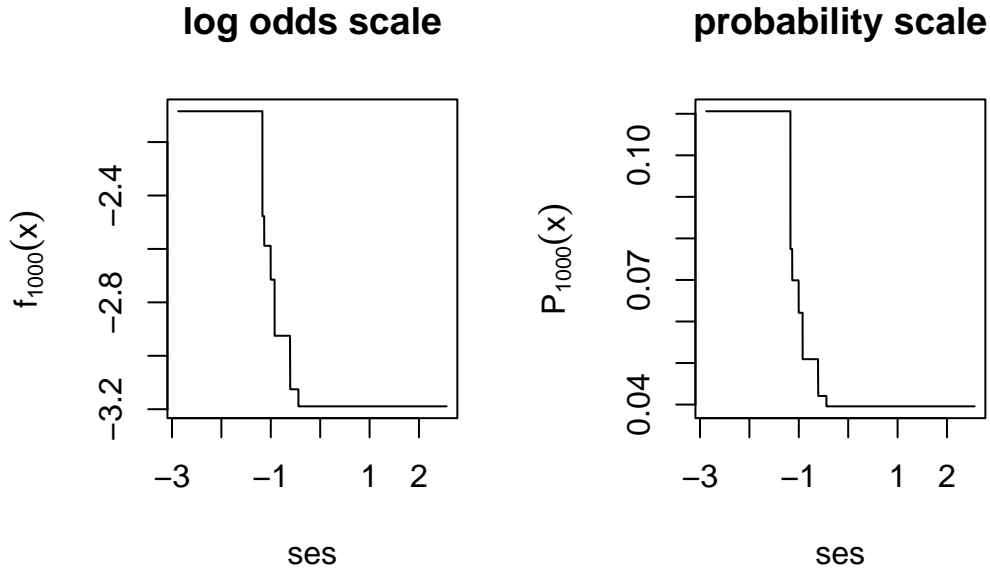 log odds scale
f1000(x)
−2.4
−2.8
−3.2
−3 −1 1 2
ses
probability scale
P1000(x)
0.10
0.07
0.04
−3 −1 1 2
ses